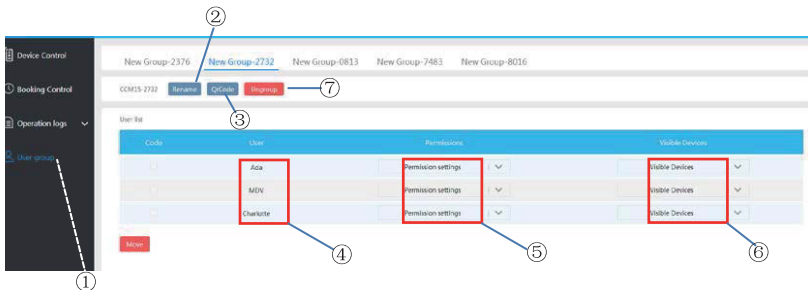 ②
Device Control
New Group-2376 New Group-2732 New Group-0813 New Group-7483 New Group-8016
Booking Control
CCM15-2732 Rename QrCode Ungroup ⑦
③
Operation logs
User list
Code User Permissions Visible Devices
User group
Ada Permission settings Visible Devices
MDV Permission settings Visible Devices
Charlotte Permission settings Visible Devices
Move
④ ⑤ ⑥
①